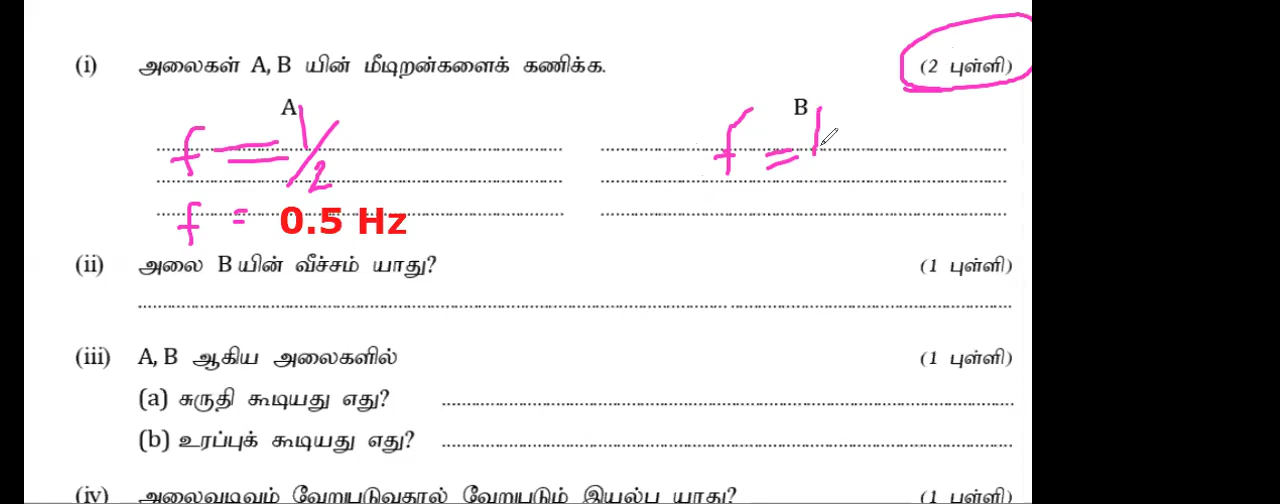 (i) அலைகள் A, B யின் மீடிறன்களைக் கணிக்க. (2 புள்ளி)
A B
f = 1/2 f = 1
f = 0.5 Hz
(ii) அலை B யின் வீச்சம் யாது? (1 புள்ளி)
(iii) A, B ஆகிய அலைகளில் (1 புள்ளி)
(a) சுருதி கூடியது எது?
(b) உரப்புக் கூடியது எது?
(iv) அலைவடிவம் வேறுபடுவதால் வேறுபடும் இயல்பு யாது? (1 புள்ளி)